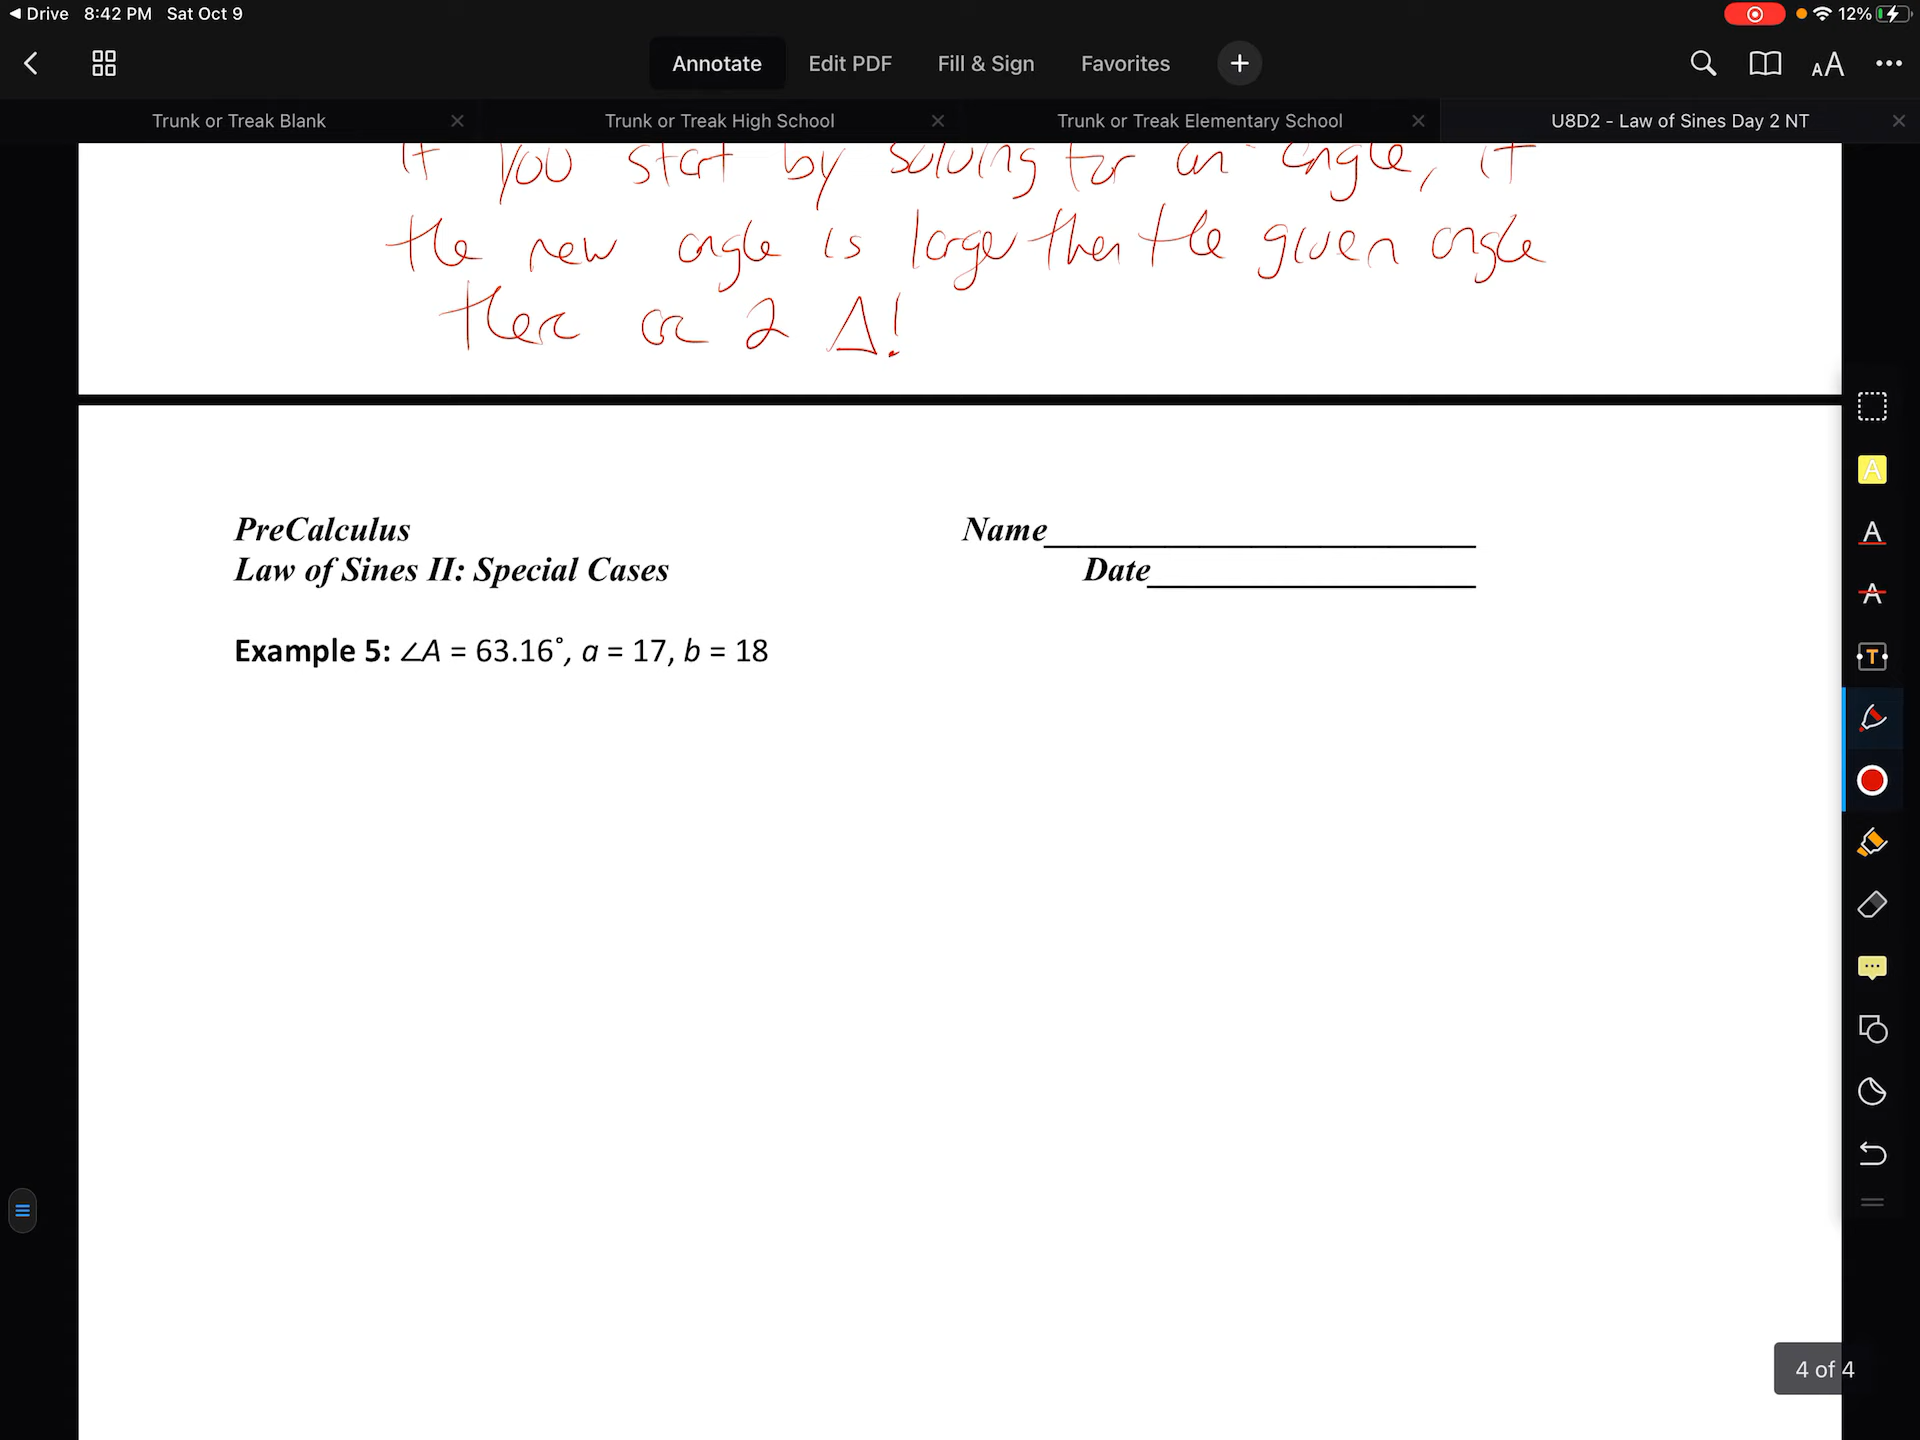 Drive 8:42 PM Sat Oct 9 12%
Annotate Edit PDF Fill & Sign Favorites
AA
Trunk or Treak Blank Trunk or Treak High School Trunk or Treak Elementary School U8D2 - Law of Sines Day 2 NT
If you start by solving for an angle, if
the new angle is larger then the given angle
there are 2 Δ!
PreCalculus Name
Law of Sines II: Special Cases Date
Example 5: ∠A = 63.16˚, a = 17, b = 18
A
A
A
T
4 of 4